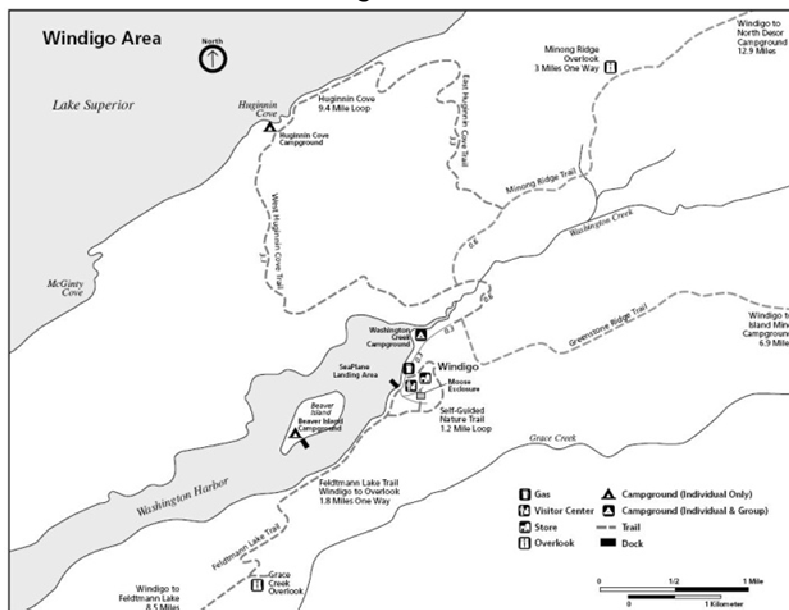 Windigo Area
North
Lake Superior
Huginnin
Cove
Huginnin Cove
Campground
Huginnin Cove
9.4 Mile Loop
East Huginnin Cove Trail
3.3
Minong Ridge
Overlook
3 Miles One Way
Windigo to
North Desor
Campground
12.9 Miles
Minong Ridge Trail
Washington Creek
West Huginnin Cove Trail
McGinty
Cove
Washington
Creek
Campground
Greenstone Ridge Trail
Windigo to
Island Mine
Campground
6.9 Mile
SeaPlane
Landing Area
Windigo
Moose
Enclosure
Beaver
Island
Beaver Island
Campground
Self-Guided
Nature Trail
1.2 Mile Loop
Grace Creek
Washington Harbor
Feldtmann Lake Trail
Windigo to Overlook
1.8 Miles One Way
Feldtmann Lake Trail
Grace
Creek
Overlook
Windigo to
Feldtmann Lake
8.5 Miles
Gas
Visitor Center
Store
Overlook
Campground (Individual Only)
Campground (Individual & Group)
Trail
Dock
0 1/2 1 Mile
0 1 Kilometer